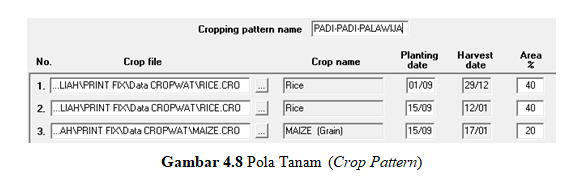 Cropping pattern name PADI-PADI-PALAWIJA
No. Crop file Crop name Planting date Harvest date Area %
1. ...LIAH\PRINT FIX\Data CROPWAT\RICE.CRO ... Rice 01/09 29/12 40
2. ...LIAH\PRINT FIX\Data CROPWAT\RICE.CRO ... Rice 15/09 12/01 40
3. ...AH\PRINT FIX\Data CROPWAT\MAIZE.CRO ... MAIZE (Grain) 15/09 17/01 20
Gambar 4.8 Pola Tanam (Crop Pattern)